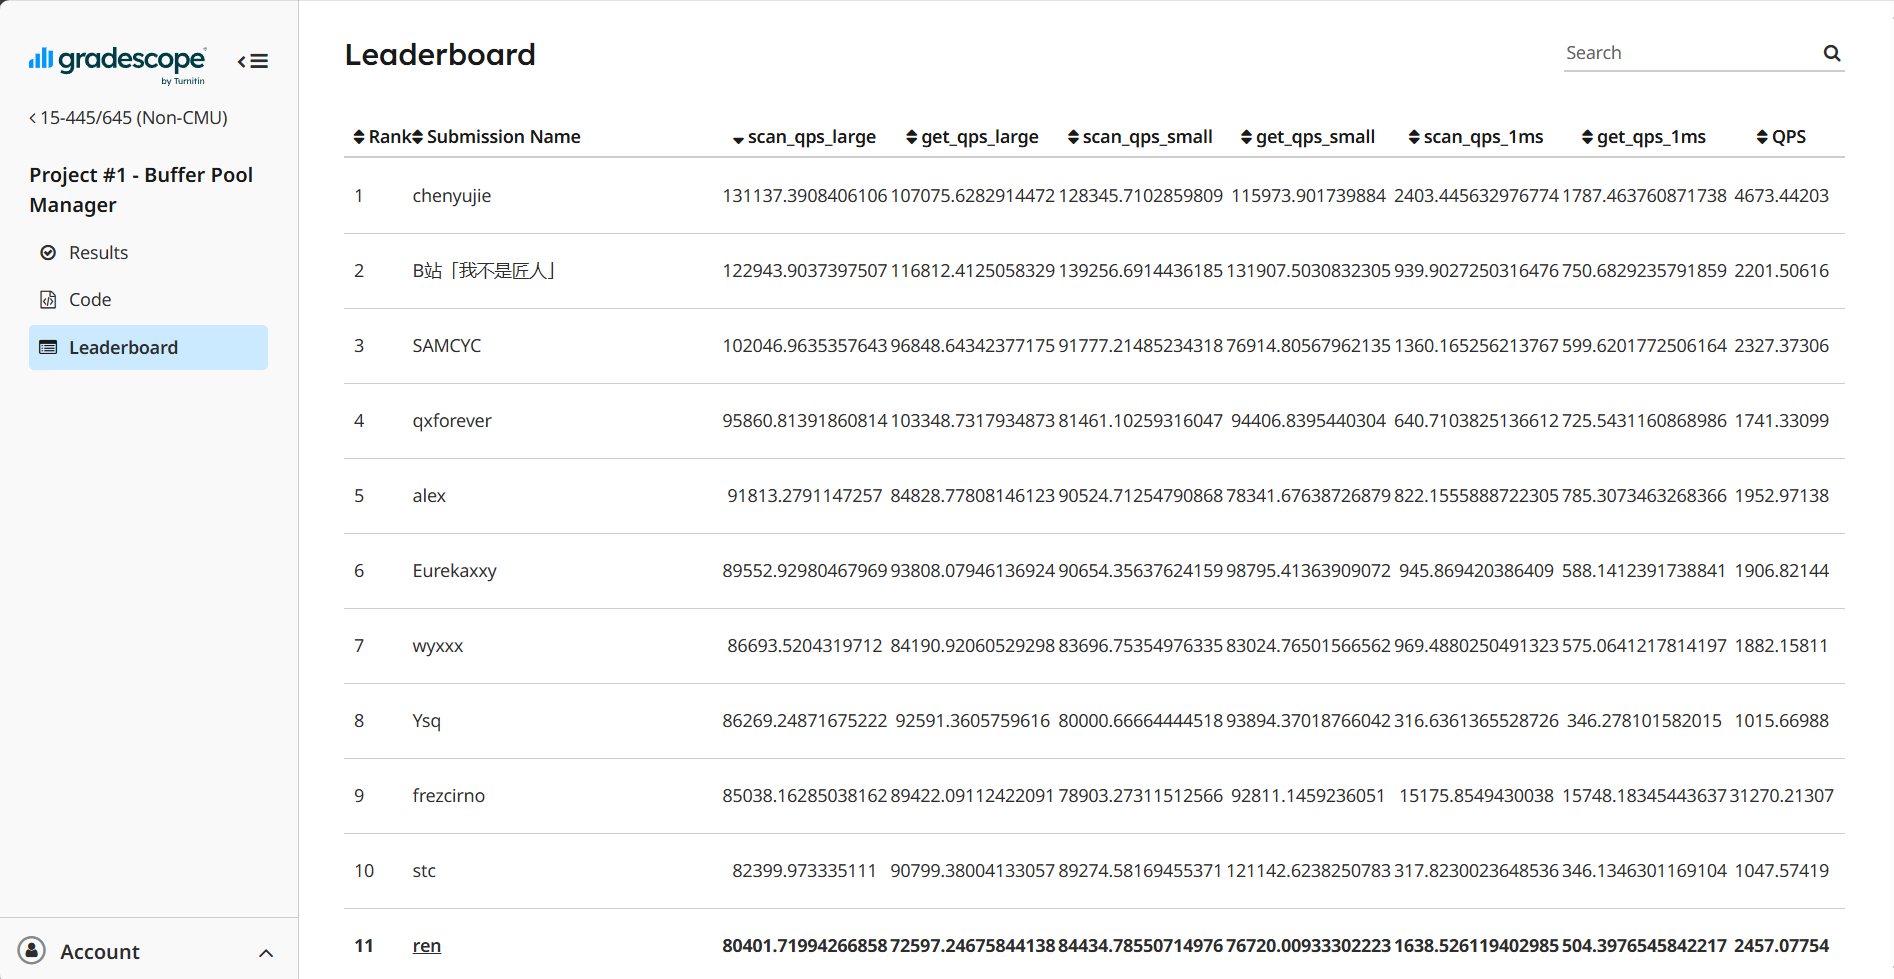 gradescope
by Turnitin
15-445/645 (Non-CMU)
Project #1 - Buffer Pool
Manager
Results
Code
Leaderboard
Account
Leaderboard
Search
Rank Submission Name scan_qps_large get_qps_large scan_qps_small get_qps_small scan_qps_1ms get_qps_1ms QPS
1 chenyujie 131137.3908406106 107075.6282914472 128345.7102859809 115973.901739884 2403.445632976774 1787.463760871738 4673.44203
2 B站「我不是匠人」 122943.9037397507 116812.4125058329 139256.6914436185 131907.5030832305 939.9027250316476 750.6829235791859 2201.50616
3 SAMCYC 102046.9635357643 96848.64342377175 91777.21485234318 76914.80567962135 1360.165256213767 599.6201772506164 2327.37306
4 qxforever 95860.81391860814 103348.7317934873 81461.10259316047 94406.8395440304 640.7103825136612 725.5431160868986 1741.33099
5 alex 91813.2791147257 84828.77808146123 90524.71254790868 78341.67638726879 822.1555888722305 785.3073463268366 1952.97138
6 Eurekaxxy 89552.92980467969 93808.07946136924 90654.35637624159 98795.41363909072 945.869420386409 588.1412391738841 1906.82144
7 wyxxx 86693.5204319712 84190.92060529298 83696.75354976335 83024.76501566562 969.4880250491323 575.0641217814197 1882.15811
8 Ysq 86269.24871675222 92591.3605759616 80000.66664444518 93894.37018766042 316.6361365528726 346.278101582015 1015.66988
9 frezcirno 85038.16285038162 89422.09112422091 78903.27311512566 92811.1459236051 15175.8549430038 15748.18345443637 31270.21307
10 stc 82399.973335111 90799.38004133057 89274.58169455371 121142.6238250783 317.8230023648536 346.1346301169104 1047.57419
11 ren 80401.71994266858 72597.24675844138 84434.78550714976 76720.00933302223 1638.526119402985 504.3976545842217 2457.07754